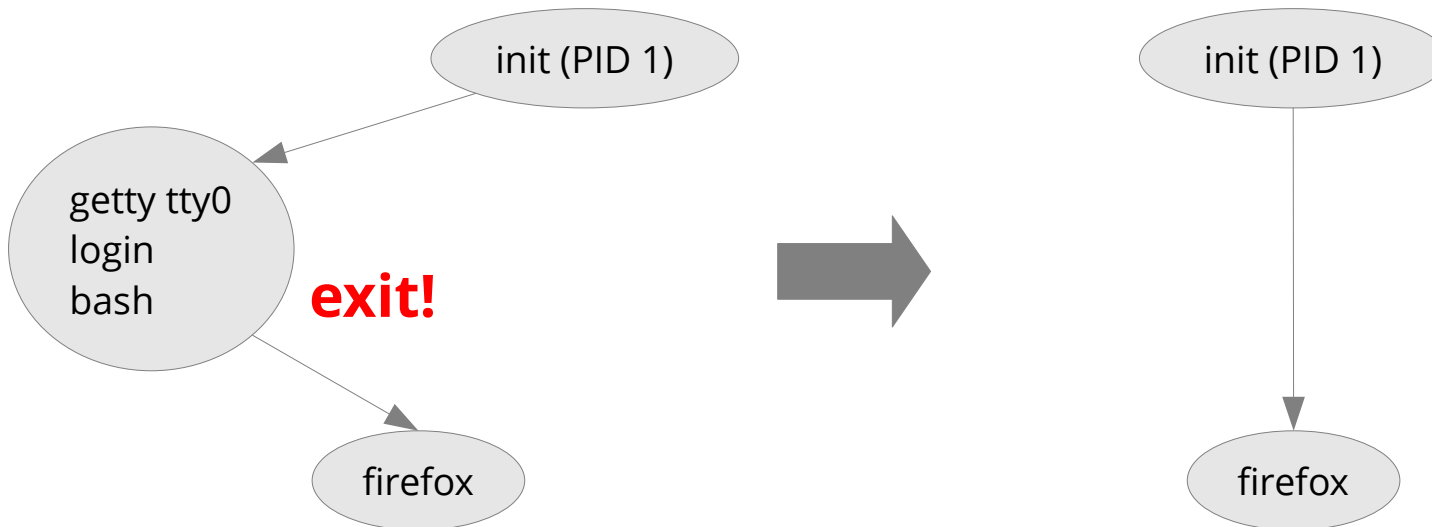 init (PID 1)
getty tty0
login
bash
exit!
firefox
init (PID 1)
firefox